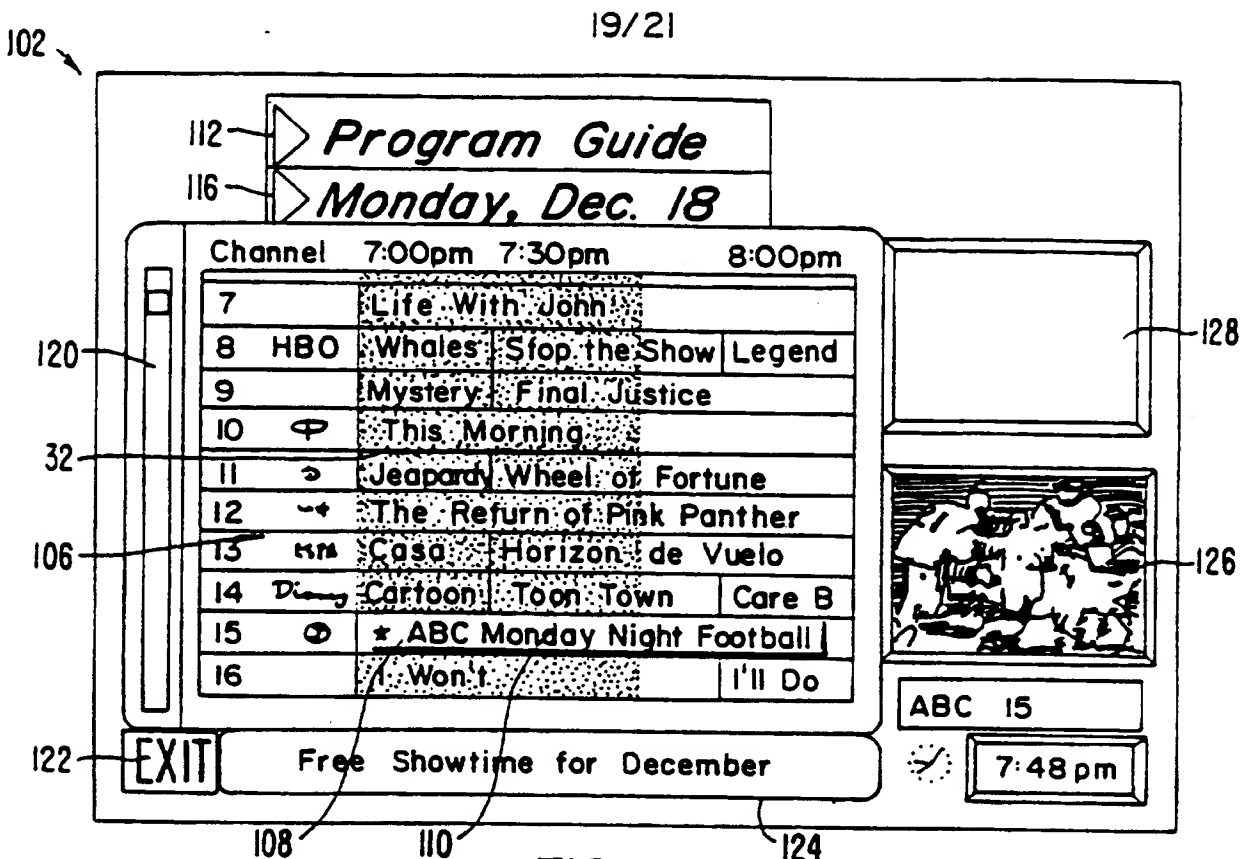 19/21
102
112 Program Guide
116 Monday, Dec. 18
Channel 7:00pm 7:30pm 8:00pm
7 Life With John
8 HBO Whales Stop the Show Legend
128
120
9 Mystery Final Justice
10 This Morning
32
11 Jeapardy Wheel of Fortune
12 The Return of Pink Panther
106
13 Casa Horizon de Vuelo
126
14 Cartoon Toon Town Care B
15 * ABC Monday Night Football
16 I Won't I'll Do
ABC 15
122 EXIT Free Showtime for December
7:48 pm
108 110 124